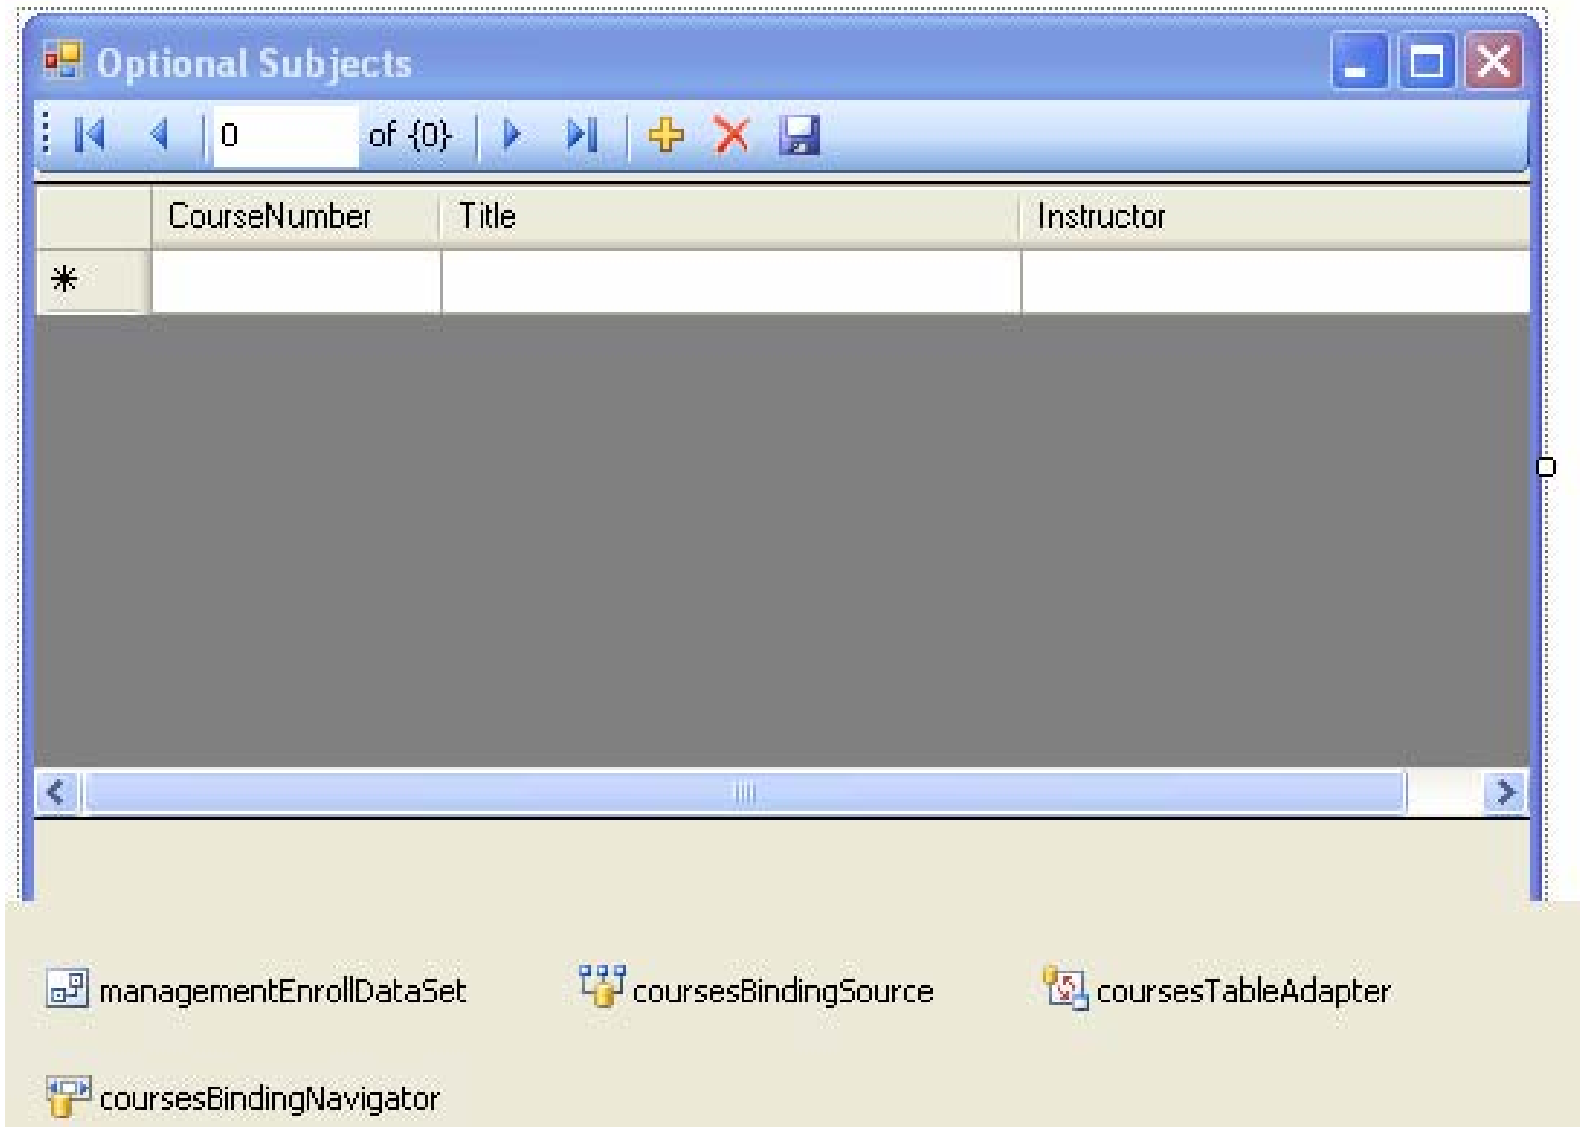 Optional Subjects
0 of {0}
CourseNumber Title Instructor
managementEnrollDataSet coursesBindingSource coursesTableAdapter
coursesBindingNavigator